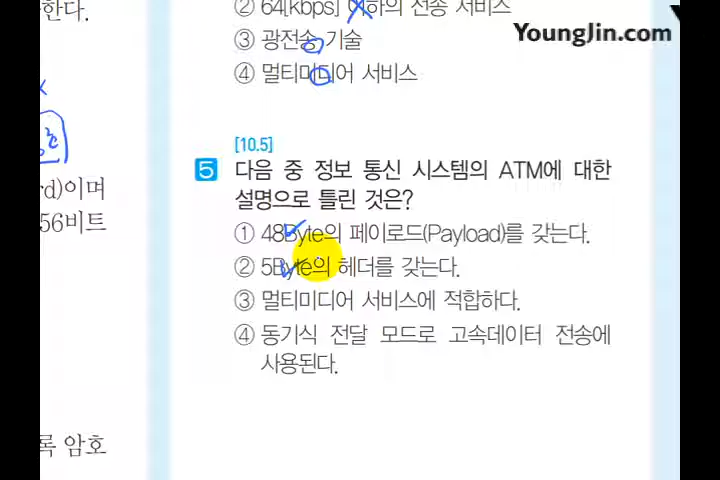 한다.
② 64[kbps] 이하의 전송 서비스
YoungJin.com
③ 광전송 기술
④ 멀티미디어 서비스
호
rd)이며
56비트
록 암호
[10.5]
5 다음 중 정보 통신 시스템의 ATM에 대한
설명으로 틀린 것은?
① 48Byte의 페이로드(Payload)를 갖는다.
② 5Byte의 헤더를 갖는다.
③ 멀티미디어 서비스에 적합하다.
④ 동기식 전달 모드로 고속데이터 전송에
사용된다.